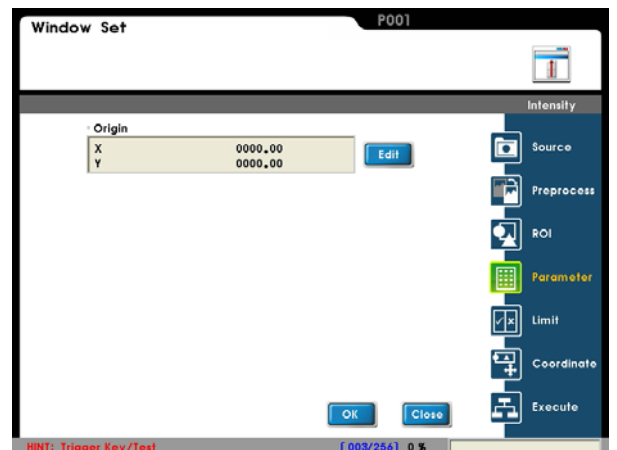 Window Set
P001
Intensity
Origin
X 0000.00
Y 0000.00
Edit
Source
Preprocess
ROI
Parameter
Limit
Coordinate
Execute
OK
Close
HINT: Trigger Key/Test
[003/256] 0 %